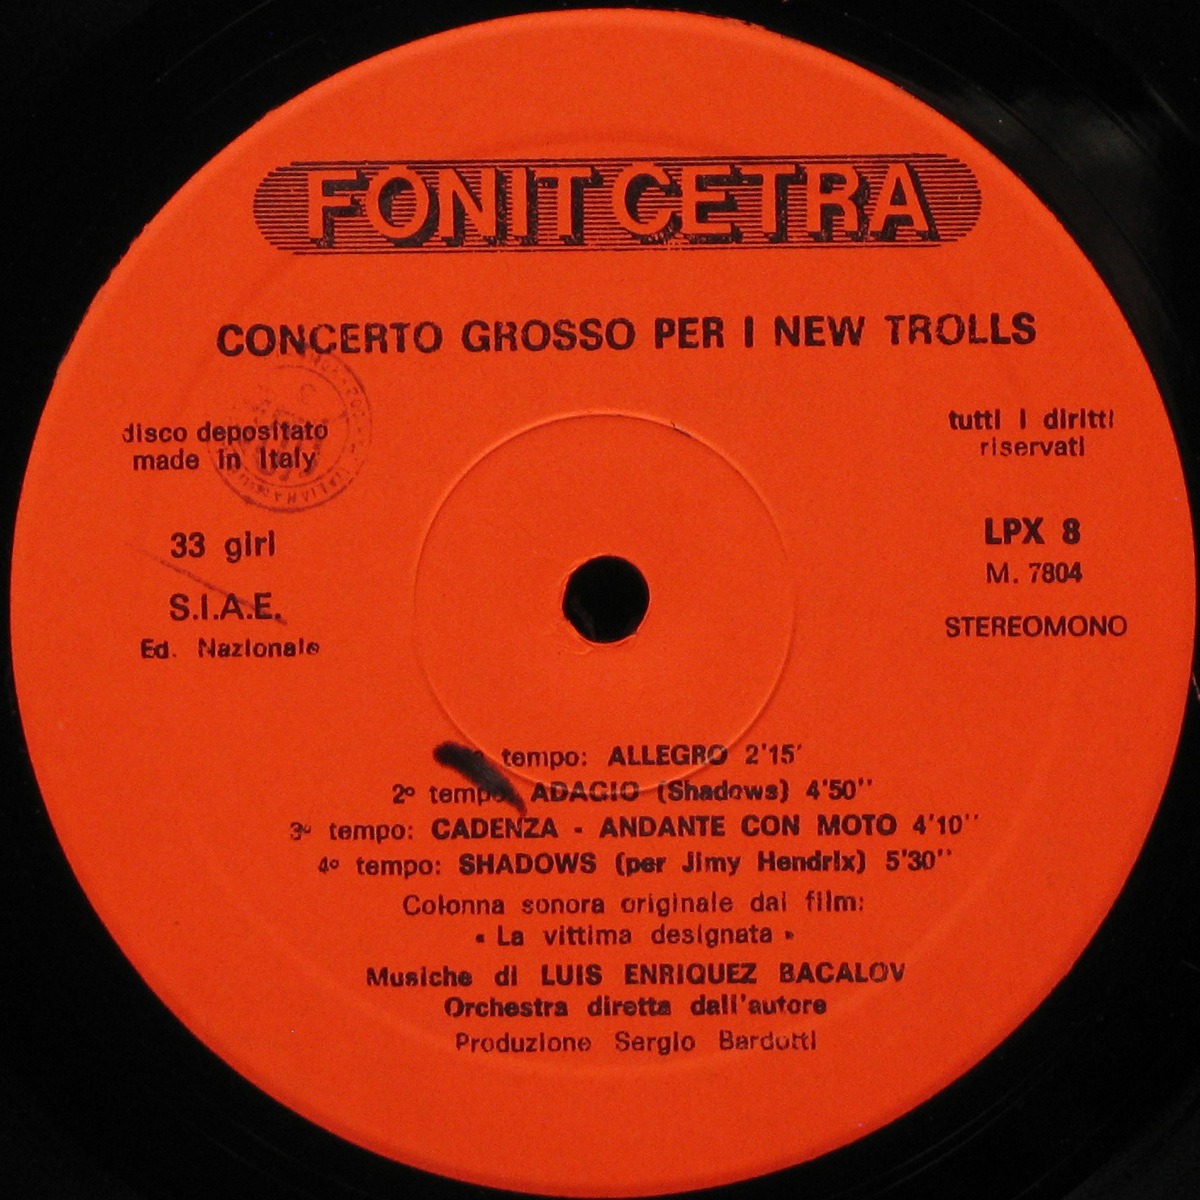 FONIT CETRA
CONCERTO GROSSO PER I NEW TROLLS
disco depositato
made in Italy
33 giri
S.I.A.E.
Ed. Nazionale
tutti i diritti
riservati
LPX 8
M. 7804
STEREOMONO
tempo: ALLEGRO 2'15'
2º tempo: ADAGIO (Shadows) 4'50''
3º tempo: CADENZA - ANDANTE CON MOTO 4'10''
4º tempo: SHADOWS (per Jimy Hendrix) 5'30''
Colonna sonora originale dal film:
« La vittima designata »
Musiche di LUIS ENRIQUEZ BACALOV
Orchestra diretta dall'autore
Produzione Sergio Bardotti